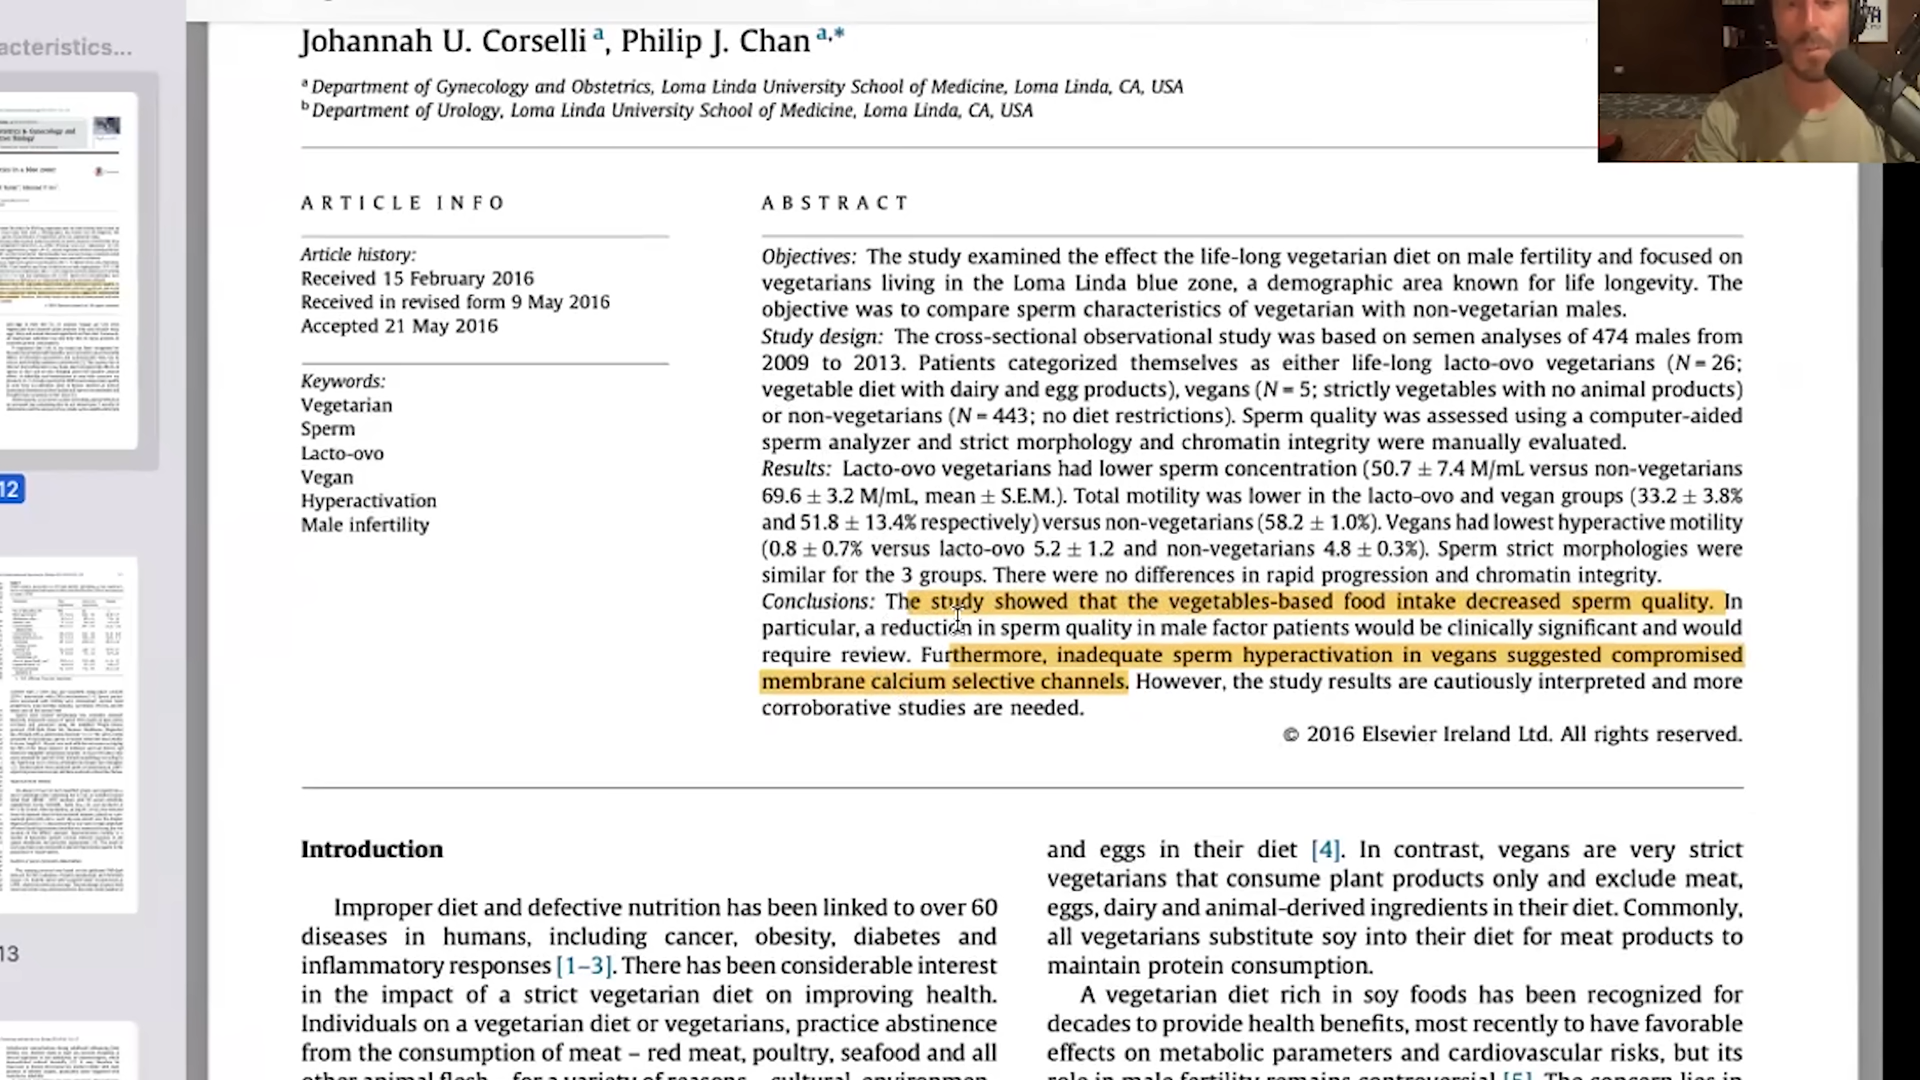 acteristics...
12
13
Johannah U. Corselli a, Philip J. Chan a,*
a Department of Gynecology and Obstetrics, Loma Linda University School of Medicine, Loma Linda, CA, USA
b Department of Urology, Loma Linda University School of Medicine, Loma Linda, CA, USA
ARTICLE INFO
Article history:
Received 15 February 2016
Received in revised form 9 May 2016
Accepted 21 May 2016
Keywords:
Vegetarian
Sperm
Lacto-ovo
Vegan
Hyperactivation
Male infertility
ABSTRACT
Objectives: The study examined the effect the life-long vegetarian diet on male fertility and focused on
vegetarians living in the Loma Linda blue zone, a demographic area known for life longevity. The
objective was to compare sperm characteristics of vegetarian with non-vegetarian males.
Study design: The cross-sectional observational study was based on semen analyses of 474 males from
2009 to 2013. Patients categorized themselves as either life-long lacto-ovo vegetarians (N = 26;
vegetable diet with dairy and egg products), vegans (N = 5; strictly vegetables with no animal products)
or non-vegetarians (N = 443; no diet restrictions). Sperm quality was assessed using a computer-aided
sperm analyzer and strict morphology and chromatin integrity were manually evaluated.
Results: Lacto-ovo vegetarians had lower sperm concentration (50.7 ± 7.4 M/mL versus non-vegetarians
69.6 ± 3.2 M/mL, mean ± S.E.M.). Total motility was lower in the lacto-ovo and vegan groups (33.2 ± 3.8%
and 51.8 ± 13.4% respectively) versus non-vegetarians (58.2 ± 1.0%). Vegans had lowest hyperactive motility
(0.8 ± 0.7% versus lacto-ovo 5.2 ± 1.2 and non-vegetarians 4.8 ± 0.3%). Sperm strict morphologies were
similar for the 3 groups. There were no differences in rapid progression and chromatin integrity.
Conclusions: The study showed that the vegetables-based food intake decreased sperm quality. In
particular, a reduction in sperm quality in male factor patients would be clinically significant and would
require review. Furthermore, inadequate sperm hyperactivation in vegans suggested compromised
membrane calcium selective channels. However, the study results are cautiously interpreted and more
corroborative studies are needed.
© 2016 Elsevier Ireland Ltd. All rights reserved.
Introduction
Improper diet and defective nutrition has been linked to over 60
diseases in humans, including cancer, obesity, diabetes and
inflammatory responses [1–3]. There has been considerable interest
in the impact of a strict vegetarian diet on improving health.
Individuals on a vegetarian diet or vegetarians, practice abstinence
from the consumption of meat – red meat, poultry, seafood and all
other animal flesh – for a variety of reasons – cultural, environmen-
and eggs in their diet [4]. In contrast, vegans are very strict
vegetarians that consume plant products only and exclude meat,
eggs, dairy and animal-derived ingredients in their diet. Commonly,
all vegetarians substitute soy into their diet for meat products to
maintain protein consumption.
A vegetarian diet rich in soy foods has been recognized for
decades to provide health benefits, most recently to have favorable
effects on metabolic parameters and cardiovascular risks, but its
role in male fertility remains controversial [5]. The concern lies in